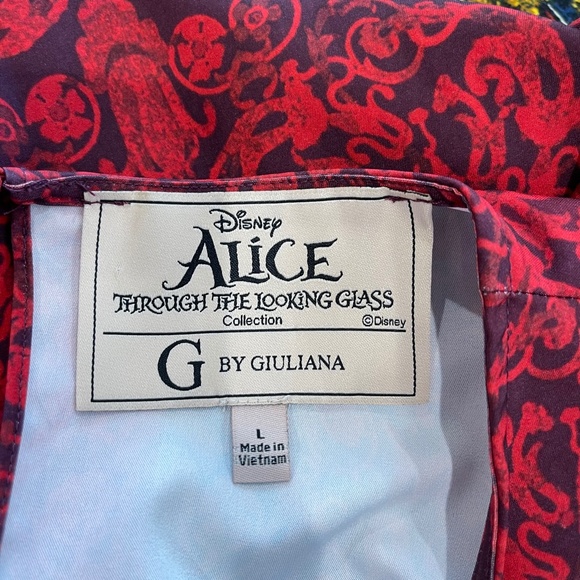 Disney
ALiCE
THROUGH THE LOOKING GLASS
Collection ©Disney
G BY GIULIANA
L
Made in
Vietnam